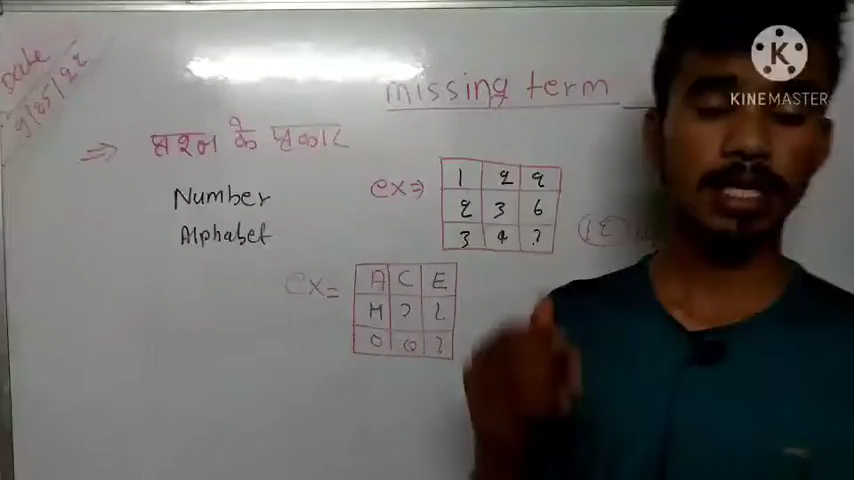 Date
missing term
⇒ प्रश्न के प्रकार
Number
Alphabet
ex ⇒
1 2 2
2 3 6
3 4 ?
ex =
A C E
H ? L
O Q ?
KINEMASTER